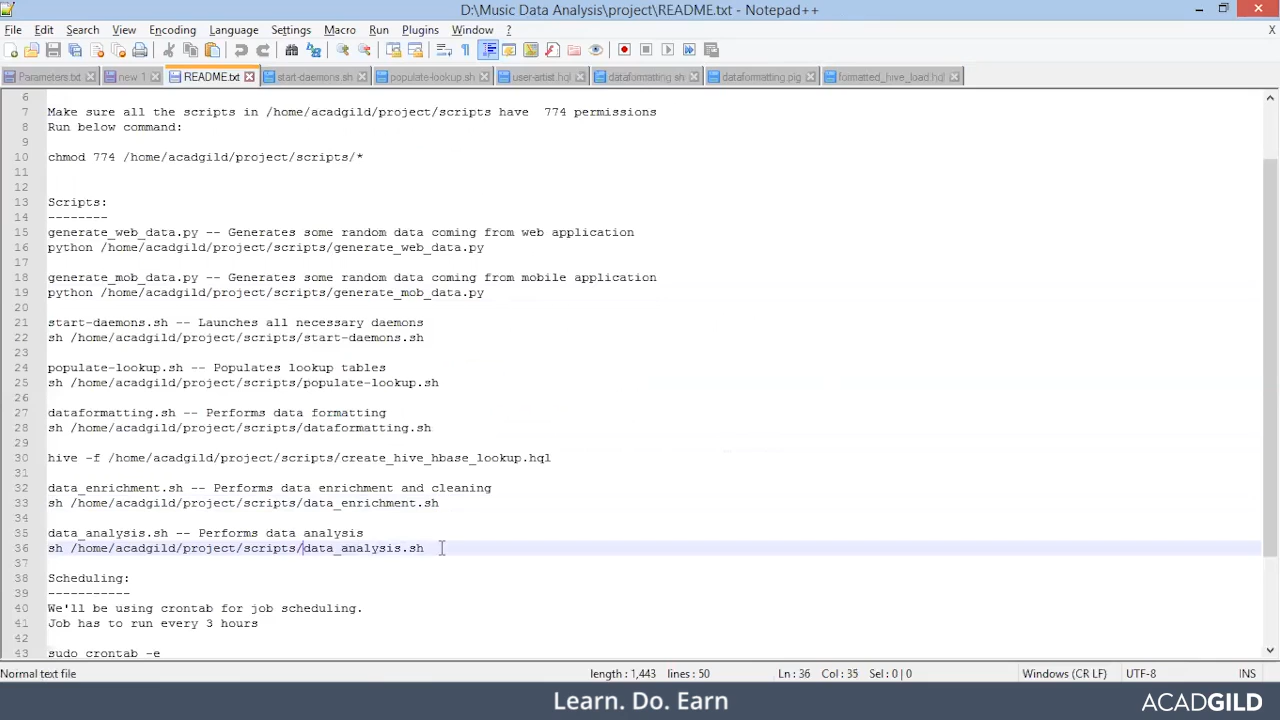 D:\Music Data Analysis\project\README.txt - Notepad++
File Edit Search View Encoding Language Settings Macro Run Plugins Window ? X
Parameters.txt new 1 README.txt start-daemons.sh populate-lookup.sh user-artist.hql dataformatting.sh dataformatting.pig formatted_hive_load.hql
6
7 Make sure all the scripts in /home/acadgild/project/scripts have 774 permissions
8 Run below command:
9
10 chmod 774 /home/acadgild/project/scripts/*
11
12
13 Scripts:
14 --------
15 generate_web_data.py -- Generates some random data coming from web application
16 python /home/acadgild/project/scripts/generate_web_data.py
17
18 generate_mob_data.py -- Generates some random data coming from mobile application
19 python /home/acadgild/project/scripts/generate_mob_data.py
20
21 start-daemons.sh -- Launches all necessary daemons
22 sh /home/acadgild/project/scripts/start-daemons.sh
23
24 populate-lookup.sh -- Populates lookup tables
25 sh /home/acadgild/project/scripts/populate-lookup.sh
26
27 dataformatting.sh -- Performs data formatting
28 sh /home/acadgild/project/scripts/dataformatting.sh
29
30 hive -f /home/acadgild/project/scripts/create_hive_hbase_lookup.hql
31
32 data_enrichment.sh -- Performs data enrichment and cleaning
33 sh /home/acadgild/project/scripts/data_enrichment.sh
34
35 data_analysis.sh -- Performs data analysis
36 sh /home/acadgild/project/scripts/data_analysis.sh
37
38 Scheduling:
39 -----------
40 We'll be using crontab for job scheduling.
41 Job has to run every 3 hours
42
43 sudo crontab -e
Normal text file length : 1,443 lines : 50 Ln : 36 Col : 35 Sel : 0 | 0 Windows (CR LF) UTF-8 INS
Learn. Do. Earn ACADGILD